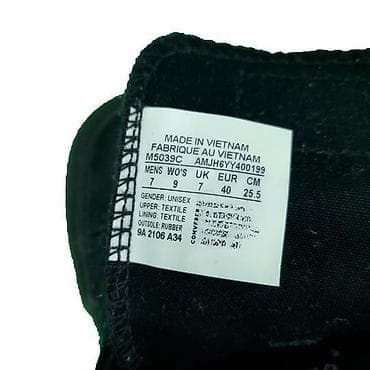 MADE IN VIETNAM
FABRIQUE AU VIETNAM
M5039C AMJH6YY400199
MENS WO'S UK EUR CM
7 9 7 40 25.5
GENDER: UNISEX
UPPER: TEXTILE
LINING: TEXTILE
OUTSOLE: RUBBER
9A 2106 A34
CONVERSE